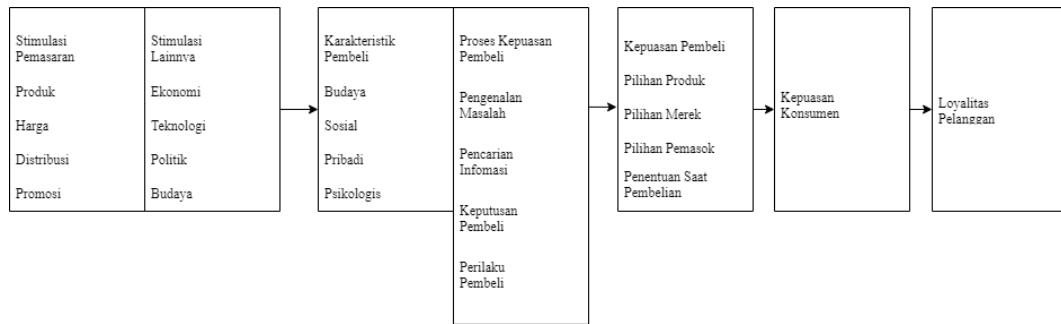 Stimulasi
Pemasaran
Produk
Harga
Distribusi
Promosi
Stimulasi
Lainnya
Ekonomi
Teknologi
Politik
Budaya
Karakteristik
Pembeli
Budaya
Sosial
Pribadi
Psikologis
Proses Kepuasan
Pembeli
Pengenalan
Masalah
Pencarian
Infomasi
Keputusan
Pembeli
Perilaku
Pembeli
Kepuasan Pembeli
Pilihan Produk
Pilihan Merek
Pilihan Pemasok
Penentuan Saat
Pembelian
Kepuasan
Konsumen
Loyalitas
Pelanggan